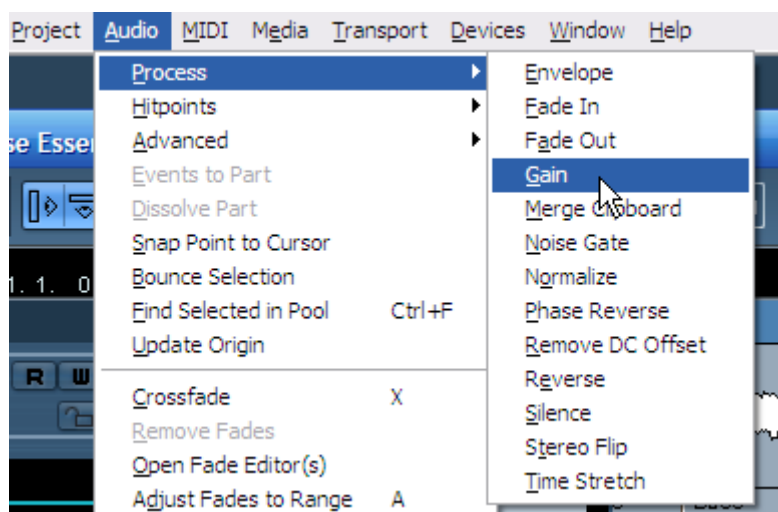 Project Audio MIDI Media Transport Devices Window Help
Process
Hitpoints
Advanced
Events to Part
Dissolve Part
Snap Point to Cursor
Bounce Selection
Find Selected in Pool Ctrl+F
Update Origin
Crossfade X
Remove Fades
Open Fade Editor(s)
Adjust Fades to Range A
Envelope
Fade In
Fade Out
Gain
Merge Clipboard
Noise Gate
Normalize
Phase Reverse
Remove DC Offset
Reverse
Silence
Stereo Flip
Time Stretch
se Esse
1. 1. 0
R W